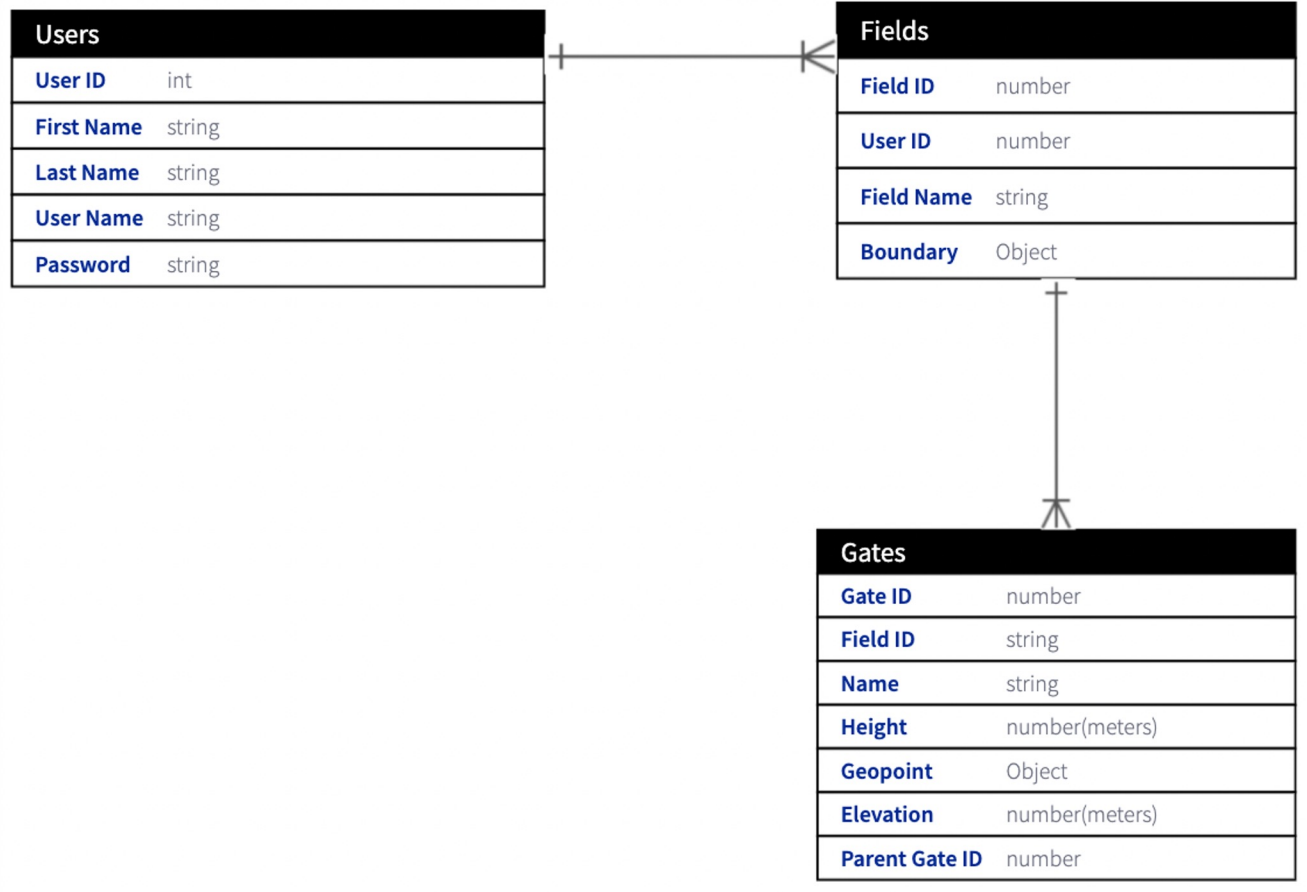 Users
User ID int
First Name string
Last Name string
User Name string
Password string
Fields
Field ID number
User ID number
Field Name string
Boundary Object
Gates
Gate ID number
Field ID string
Name string
Height number(meters)
Geopoint Object
Elevation number(meters)
Parent Gate ID number